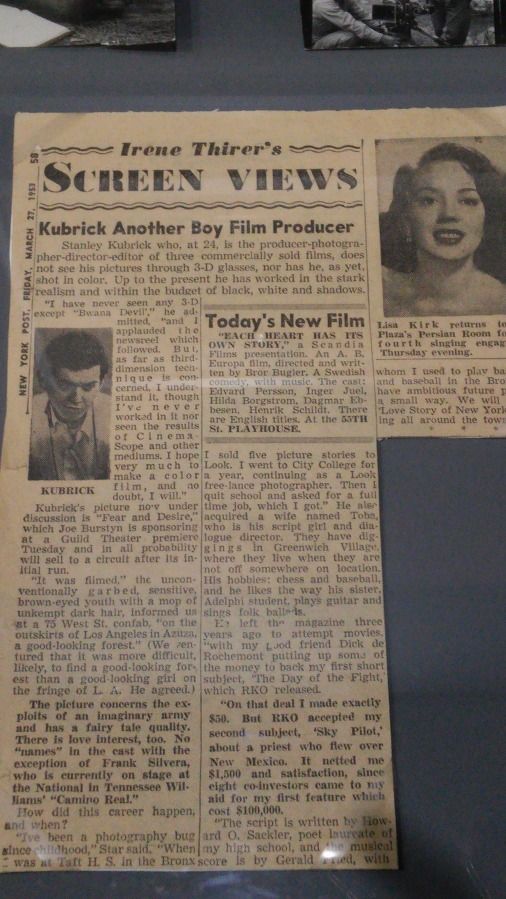 58
NEW YORK POST, FRIDAY, MARCH 27, 1953
Irene Thirer's
SCREEN VIEWS
Kubrick Another Boy Film Producer
Stanley Kubrick who, at 24, is the producer-photogra-
pher-director-editor of three commercially sold films, does
not see his pictures through 3-D glasses, nor has he, as yet,
shot in color. Up to the present he has worked in the stark
realism and within the budget of black, white and shadows.
"I have never seen any 3-D
except "Bwana Devil,'" he ad-
mitted, "and I
applauded the
newsreel which
followed. But,
as far as third-
dimension tech-
nique is con-
cerned, I under-
stand it, though
I've never
worked in it nor
seen the results
of Cinema-
Scope and other
mediums. I hope
very much to
make a color
film, and no
doubt, I will."
KUBRICK
Kubrick's picture now under
discussion is "Fear and Desire,"
which Joe Burstyn is sponsoring
at a Guild Theater premiere
Tuesday and in all probability
will sell to a circuit after its in-
itial run.
"It was filmed," the uncon-
ventionally garbed, sensitive,
brown-eyed youth with a mop of
unkempt dark hair, informed us
at a 75 West St. confab, "on the
outskirts of Los Angeles in Azuza,
a good-looking forest." (We ven-
tured that it was more difficult,
likely, to find a good-looking for-
est than a good-looking girl on
the fringe of L. A. He agreed.)
The picture concerns the ex-
ploits of an imaginary army
and has a fairy tale quality.
There is love interest, too. No
"names" in the cast with the
exception of Frank Silvera,
who is currently on stage at
the National in Tennessee Wil-
liams' "Camino Real."
How did this career happen,
and when?
"I've been a photography bug
since childhood," Star said. "When
I was at Taft H. S. in the Bronx
Today's New Film
"EACH HEART HAS ITS
OWN STORY," a Scandia
Films presentation. An A. B.
Europa film, directed and writ-
ten by Bror Bugler. A Swedish
comedy, with music. The cast:
Edvard Persson, Inger Juel,
Hilda Borgstrom, Dagmar Eb-
besen, Henrik Schildt. There
are English titles. At the 55TH
St. PLAYHOUSE.
I sold five picture stories to
Look. I went to City College for
a year, continuing as a Look
free-lance photographer. Then I
quit school and asked for a full
time job, which I got." He also
acquired a wife named Toba,
who is his script girl and dia-
logue director. They have dig-
gings in Greenwich Village,
where they live when they are
not off somewhere on location.
His hobbies: chess and baseball,
and he likes the way his sister,
Adelphi student, plays guitar and
sings folk ballads.
He left the magazine three
years ago to attempt movies,
"with my good friend Dick de
Rochemont putting up some of
the money to back my first short
subject, 'The Day of the Fight,'
which RKO released.
"On that deal I made exactly
$50. But RKO accepted my
second subject, 'Sky Pilot,'
about a priest who flew over
New Mexico. It netted me
$1,500 and satisfaction, since
eight co-investors came to my
aid for my first feature which
cost $100,000.
"The script is written by How-
ard O. Sackler, poet laureate of
my high school, and the musical
score is by Gerald Fried, with
Lisa Kirk returns to
Plaza's Persian Room fo
fourth singing engag
Thursday evening.
whom I used to play ba
and baseball in the Bro
have ambitious future p
a small way. We will
'Love Story of New York
ing all around the town